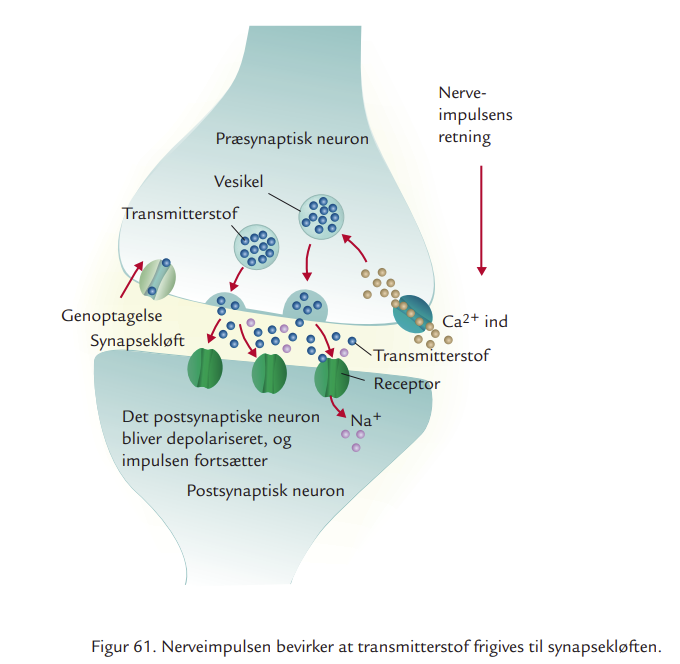 Nerve-
impulsens
retning
Præsynaptisk neuron
Vesikel
Transmitterstof
Genoptagelse
Synapsekløft
Ca2+ ind
Transmitterstof
Receptor
Na+
Det postsynaptiske neuron
bliver depolariseret, og
impulsen fortsætter
Postsynaptisk neuron
Figur 61. Nerveimpulsen bevirker at transmitterstof frigives til synapsekløften.